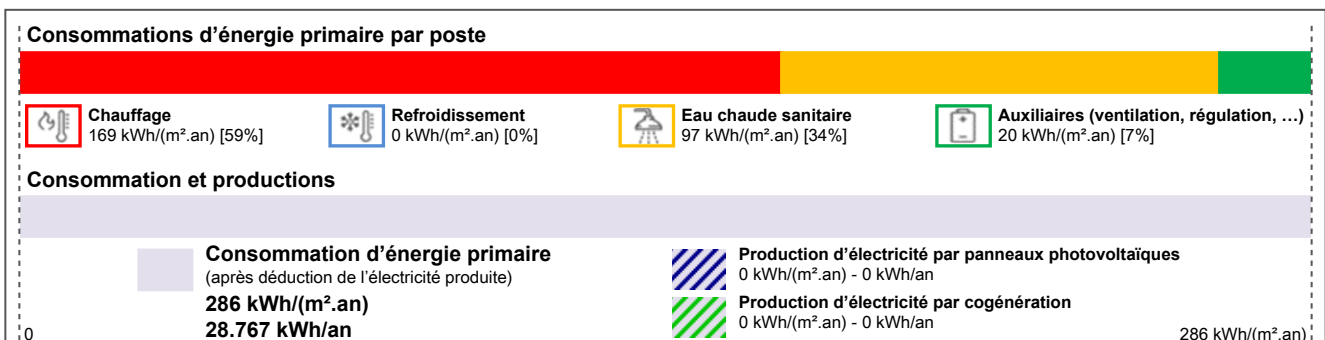 Consommations d’énergie primaire par poste
Chauffage
169 kWh/(m².an) [59%]
Refroidissement
0 kWh/(m².an) [0%]
Eau chaude sanitaire
97 kWh/(m².an) [34%]
Auxiliaires (ventilation, régulation, …)
20 kWh/(m².an) [7%]
Consommation et productions
Consommation d’énergie primaire
(après déduction de l’électricité produite)
286 kWh/(m².an)
28.767 kWh/an
Production d’électricité par panneaux photovoltaïques
0 kWh/(m².an) - 0 kWh/an
Production d’électricité par cogénération
0 kWh/(m².an) - 0 kWh/an
0
286 kWh/(m².an)